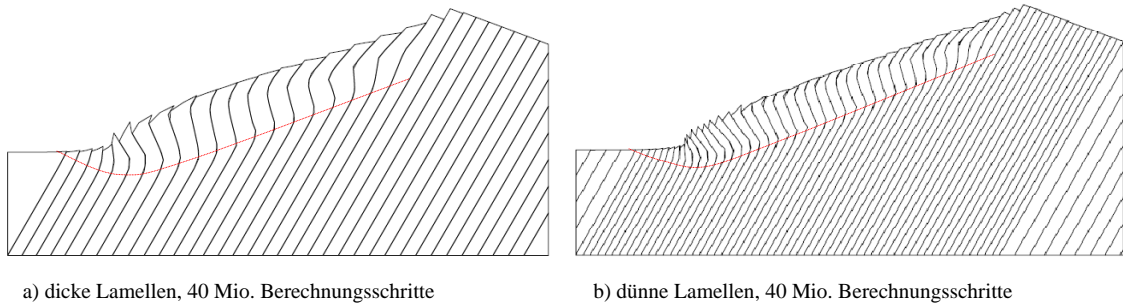 a) dicke Lamellen, 40 Mio. Berechnungsschritte
b) dünne Lamellen, 40 Mio. Berechnungsschritte